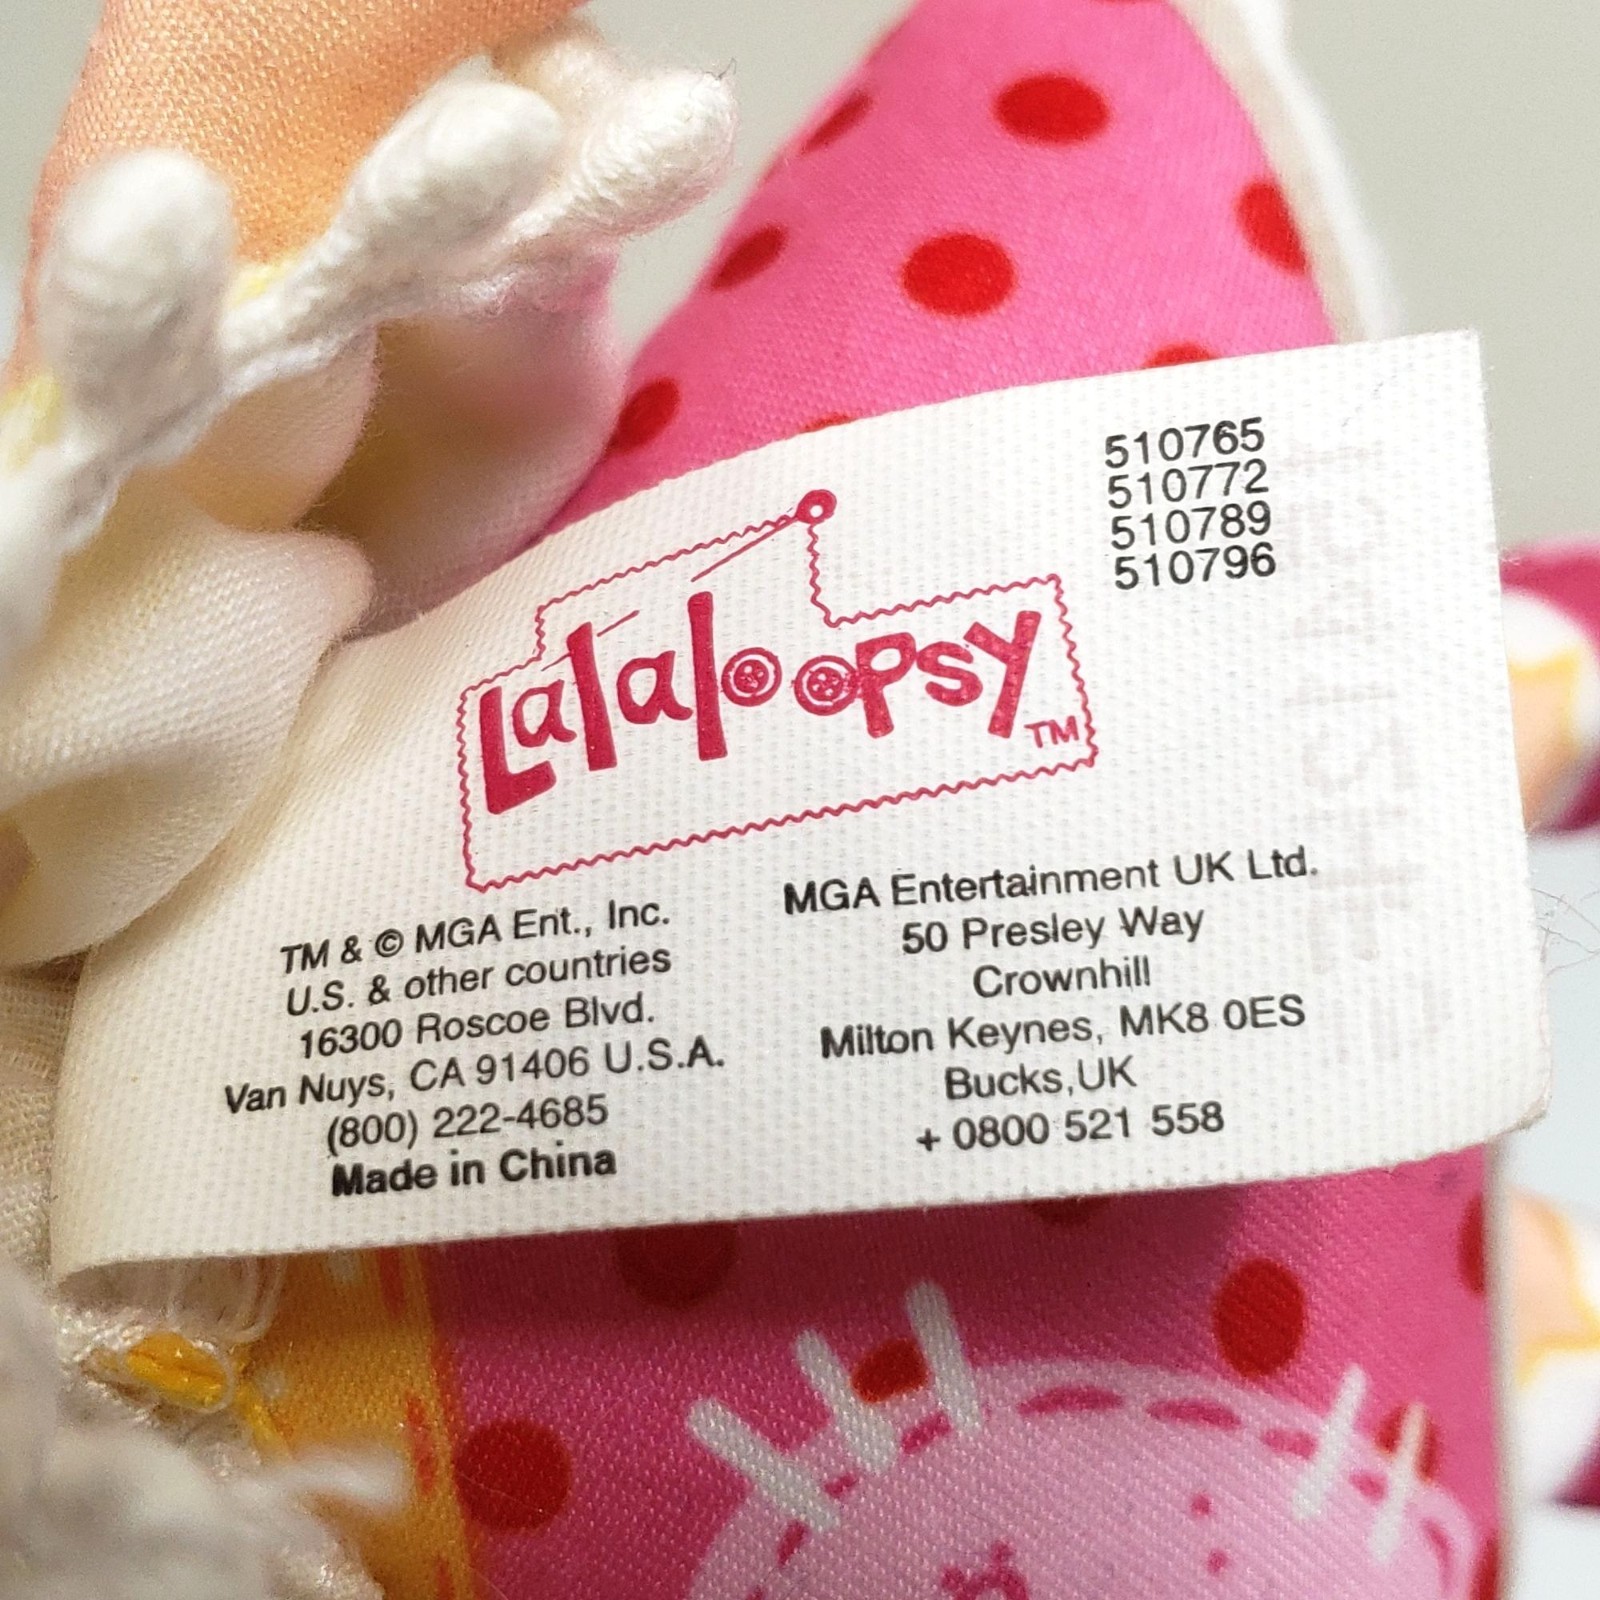 510765
510772
510789
510796
Lalaloopsy TM
TM & © MGA Ent., Inc.
U.S. & other countries
16300 Roscoe Blvd.
Van Nuys, CA 91406 U.S.A.
(800) 222-4685
Made in China
MGA Entertainment UK Ltd.
50 Presley Way
Crownhill
Milton Keynes, MK8 0ES
Bucks,UK
+ 0800 521 558